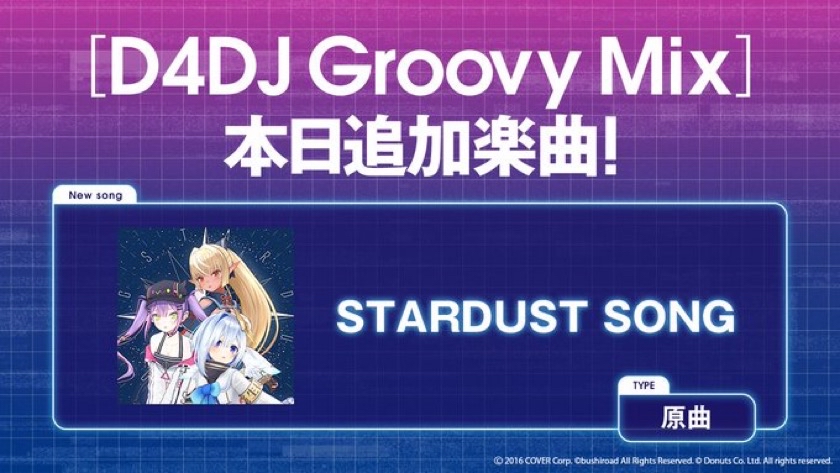 [D4DJ Groovy Mix]
本日追加楽曲!
New song
STARDUST SONG
TYPE
原曲
© 2016 COVER Corp. ©bushiroad All Rights Reserved. © Donuts Co. Ltd. All rights reserved.